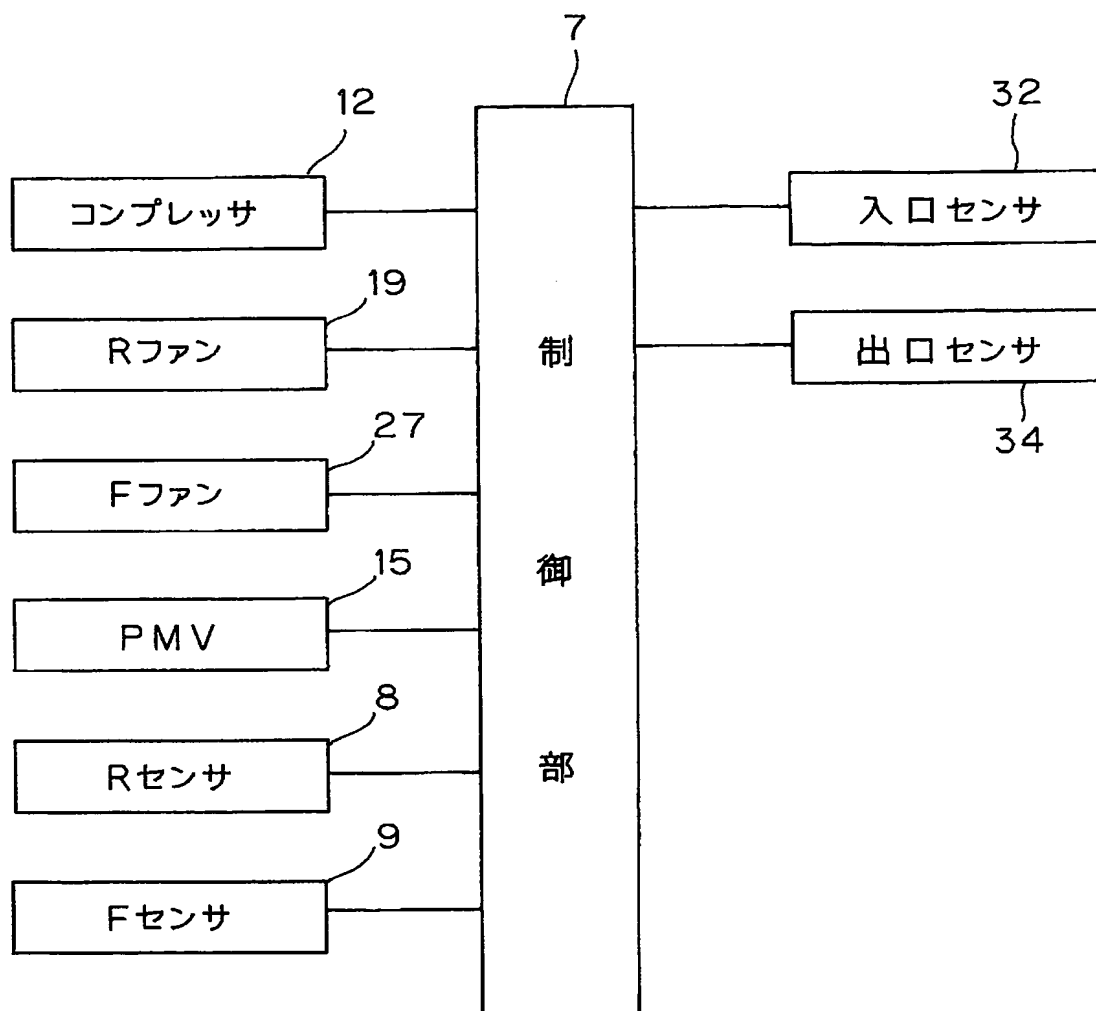 7
12
コンプレッサ
19
Rファン
27
Fファン
15
PMV
8
Rセンサ
9
Fセンサ
制
御
部
32
入口センサ
出口センサ
34